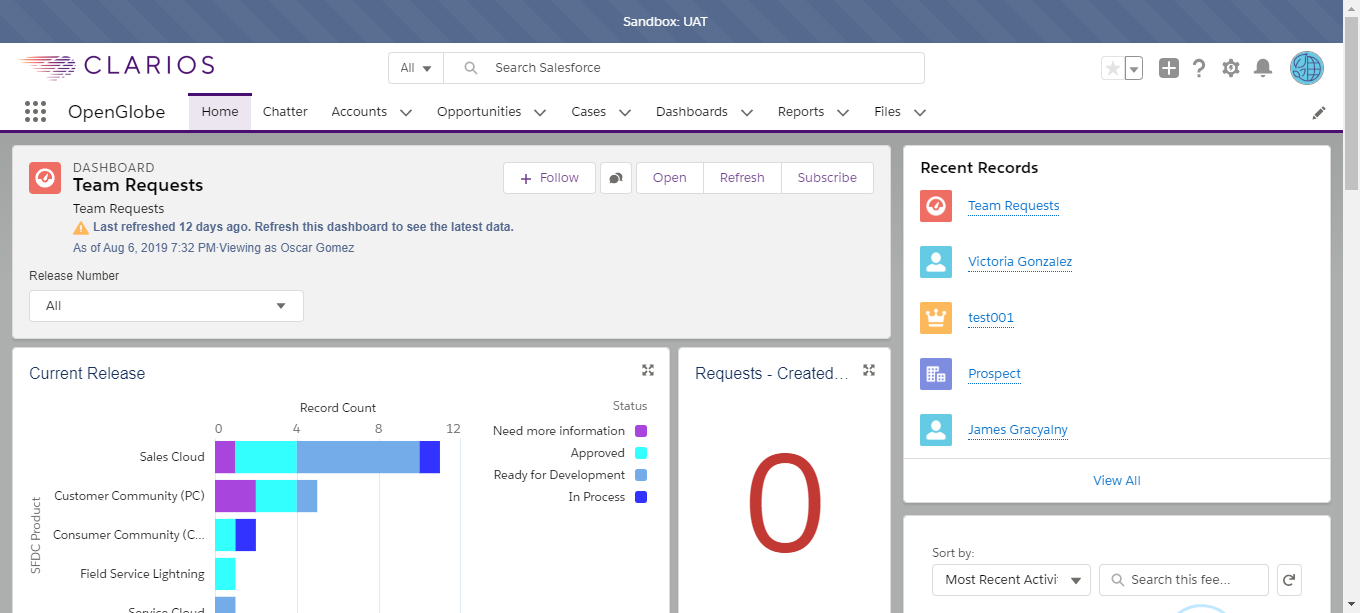 Sandbox: UAT
CLARIOS
All
Search Salesforce
OpenGlobe
Home
Chatter
Accounts
Opportunities
Cases
Dashboards
Reports
Files
DASHBOARD
Team Requests
Team Requests
Last refreshed 12 days ago. Refresh this dashboard to see the latest data.
As of Aug 6, 2019 7:32 PM·Viewing as Oscar Gomez
Follow
Open
Refresh
Subscribe
Release Number
All
Current Release
Record Count
0 4 8 12
SFDC Product
Sales Cloud
Customer Community (PC)
Consumer Community (C...
Field Service Lightning
Service Cloud
Status
Need more information
Approved
Ready for Development
In Process
Requests - Created...
0
Recent Records
Team Requests
Victoria Gonzalez
test001
Prospect
James Gracyalny
View All
Sort by:
Most Recent Activi
Search this fee...